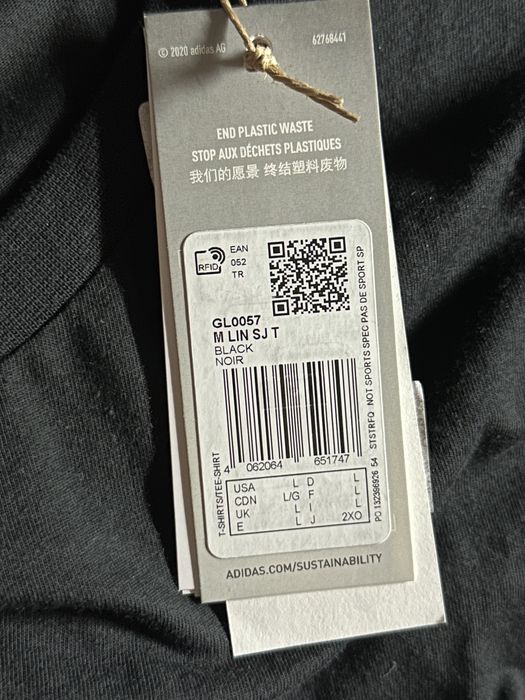 © 2020 adidas AG
62768441
END PLASTIC WASTE
STOP AUX DÉCHETS PLASTIQUES
我们的愿景 终结塑料废物
RFID
EAN
052
TR
GL0057
M LIN SJ T
BLACK
NOIR
T-SHIRTS/TEE-SHIRT
4 062064 651747
USA L D L
CDN L/G F L
UK L I L
E L J 2XO
STSTRFQ NOT SPORTS SPEC PAS DE SPORT SP
PO 132396926 54
ADIDAS.COM/SUSTAINABILITY